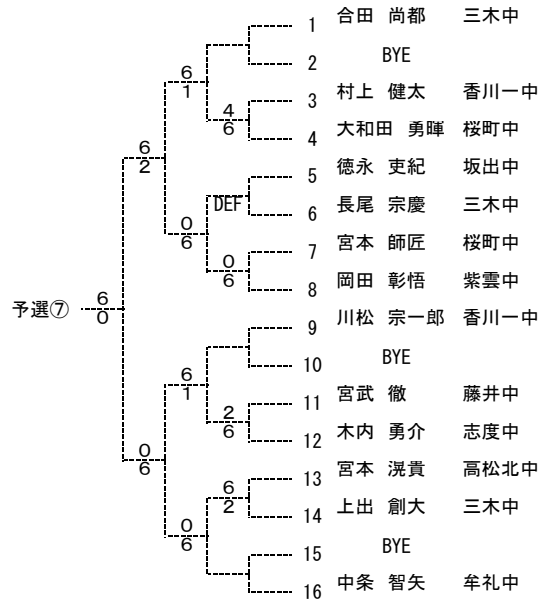 1 合田 尚都 三木中
2 BYE
6
1
3 村上 健太 香川一中
4
6
4 大和田 勇暉 桜町中
6
2
5 徳永 吏紀 坂出中
DEF
6 長尾 宗慶 三木中
0
6
7 宮本 師匠 桜町中
0
6
8 岡田 彰悟 紫雲中
予選⑦
6
0
9 川松 宗一郎 香川一中
10 BYE
6
1
11 宮武 徹 藤井中
2
6
12 木内 勇介 志度中
0
6
13 宮本 滉貴 高松北中
6
2
14 上出 創大 三木中
0
6
15 BYE
16 中条 智矢 牟礼中